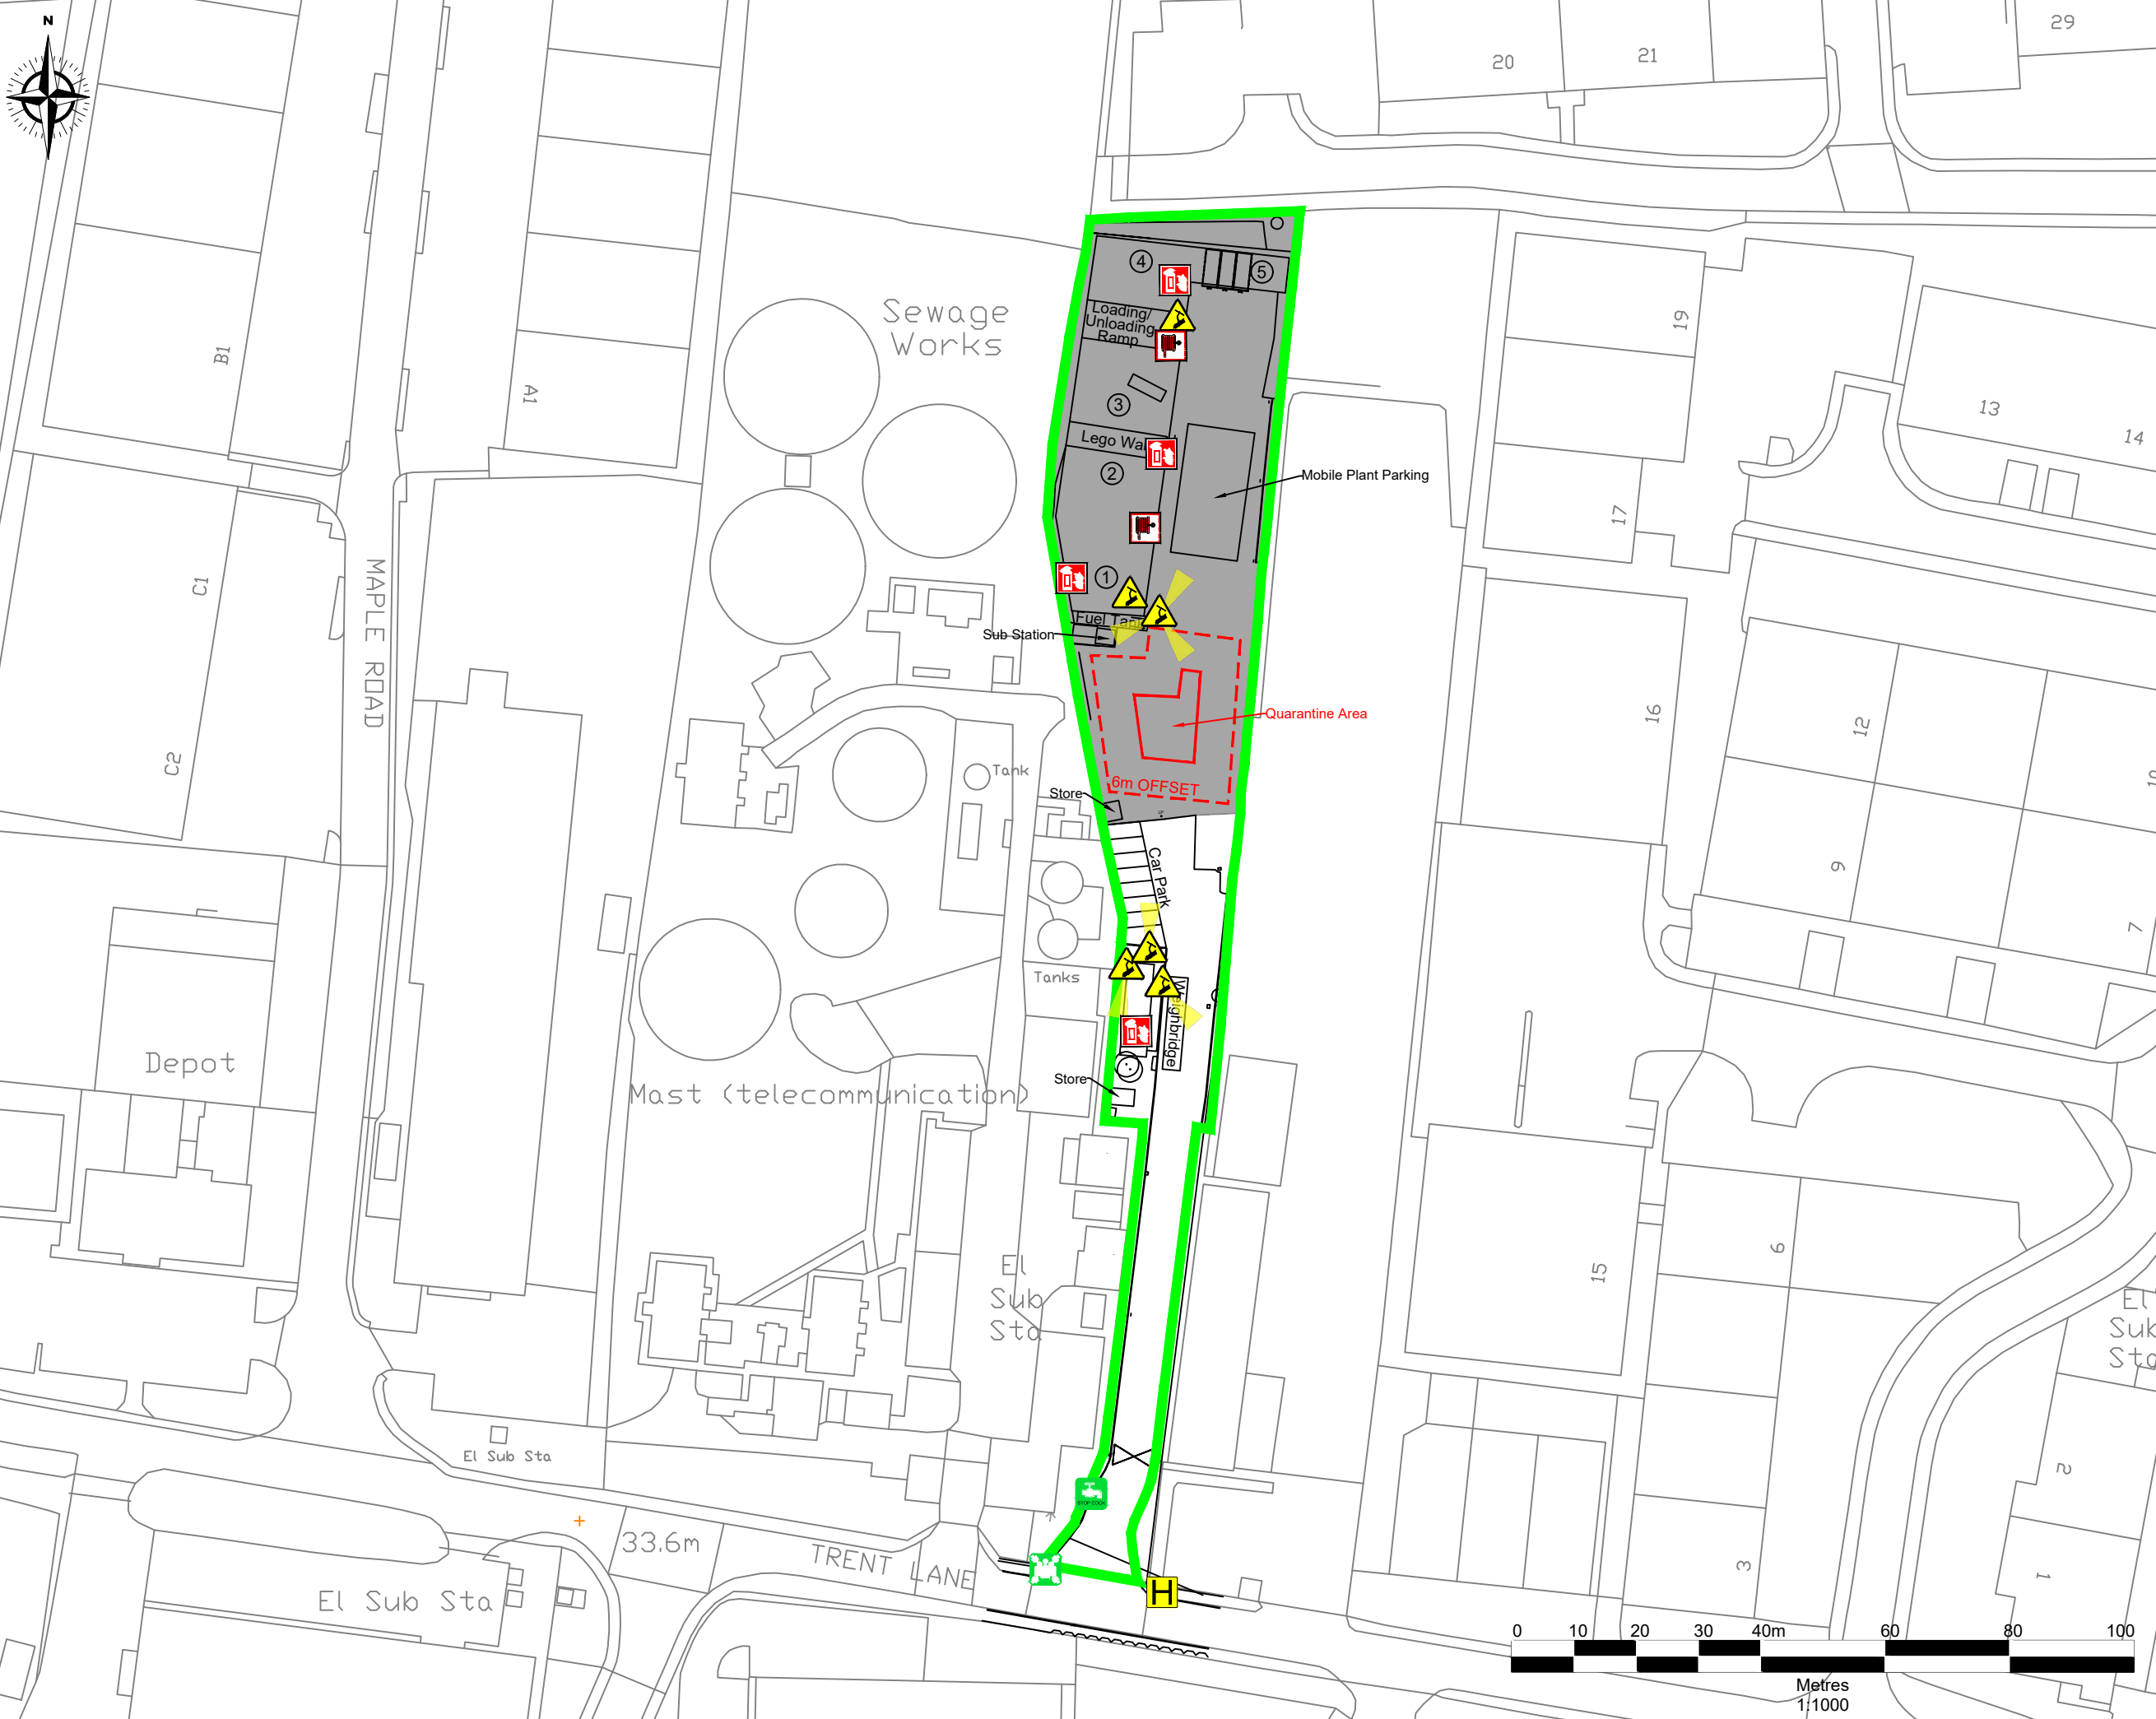 N
29
20
21
4
5
Sewage
Works
Loading/
Unloading
Ramp
19
B1
A1
3
13
14
Lego Wall
2
Mobile Plant Parking
17
MAPLE ROAD
C1
1
Fuel Tank
Sub Station
16
12
Quarantine Area
C2
Tank
6m OFFSET
Store
Car Park
9
7
Tanks
Weighbridge
Depot
Store
Mast (telecommunication)
El
Sub
Sta
15
6
El
Sub
Sta
El Sub Sta
2
STOP COCK
33.6m
TRENT LANE
3
1
El Sub Sta
H
0 10 20 30 40m 60 80 100
Metres
1:1000